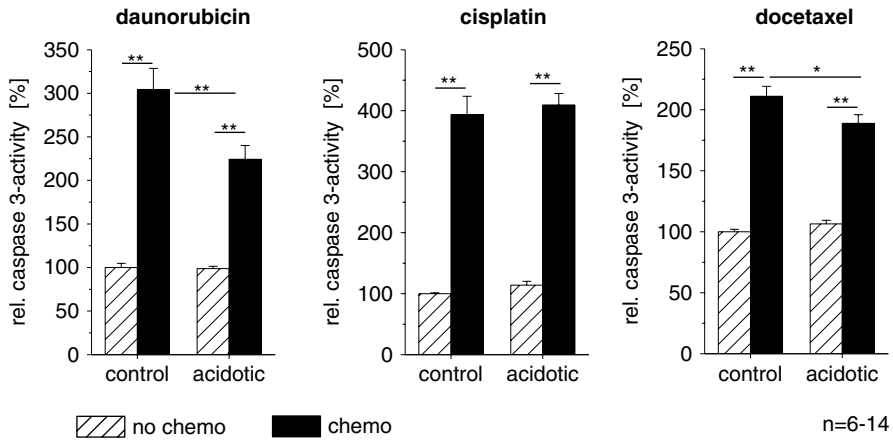 daunorubicin
rel. caspase 3-activity [%]
350
300
250
200
150
100
50
0
**
**
**
control
acidotic
cisplatin
rel. caspase 3-activity [%]
500
400
300
200
100
0
**
**
control
acidotic
docetaxel
rel. caspase 3-activity [%]
250
200
150
100
50
0
**
*
**
control
acidotic
no chemo
chemo
n=6-14